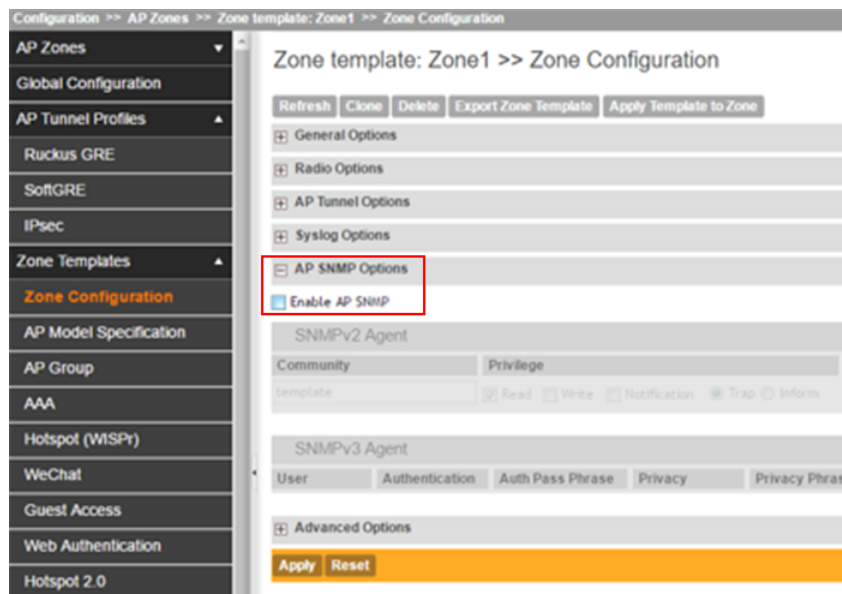 Configuration >> AP Zones >> Zone template: Zone1 >> Zone Configuration
AP Zones
Global Configuration
AP Tunnel Profiles
Ruckus GRE
SoftGRE
IPsec
Zone Templates
Zone Configuration
AP Model Specification
AP Group
AAA
Hotspot (WISPr)
WeChat
Guest Access
Web Authentication
Hotspot 2.0
Zone template: Zone1 >> Zone Configuration
Refresh Clone Delete Export Zone Template Apply Template to Zone
General Options
Radio Options
AP Tunnel Options
Syslog Options
AP SNMP Options
Enable AP SNMP
SNMPv2 Agent
Community Privilege
template Read Write Notification Trap Inform
SNMPv3 Agent
User Authentication Auth Pass Phrase Privacy Privacy Phras
Advanced Options
Apply Reset